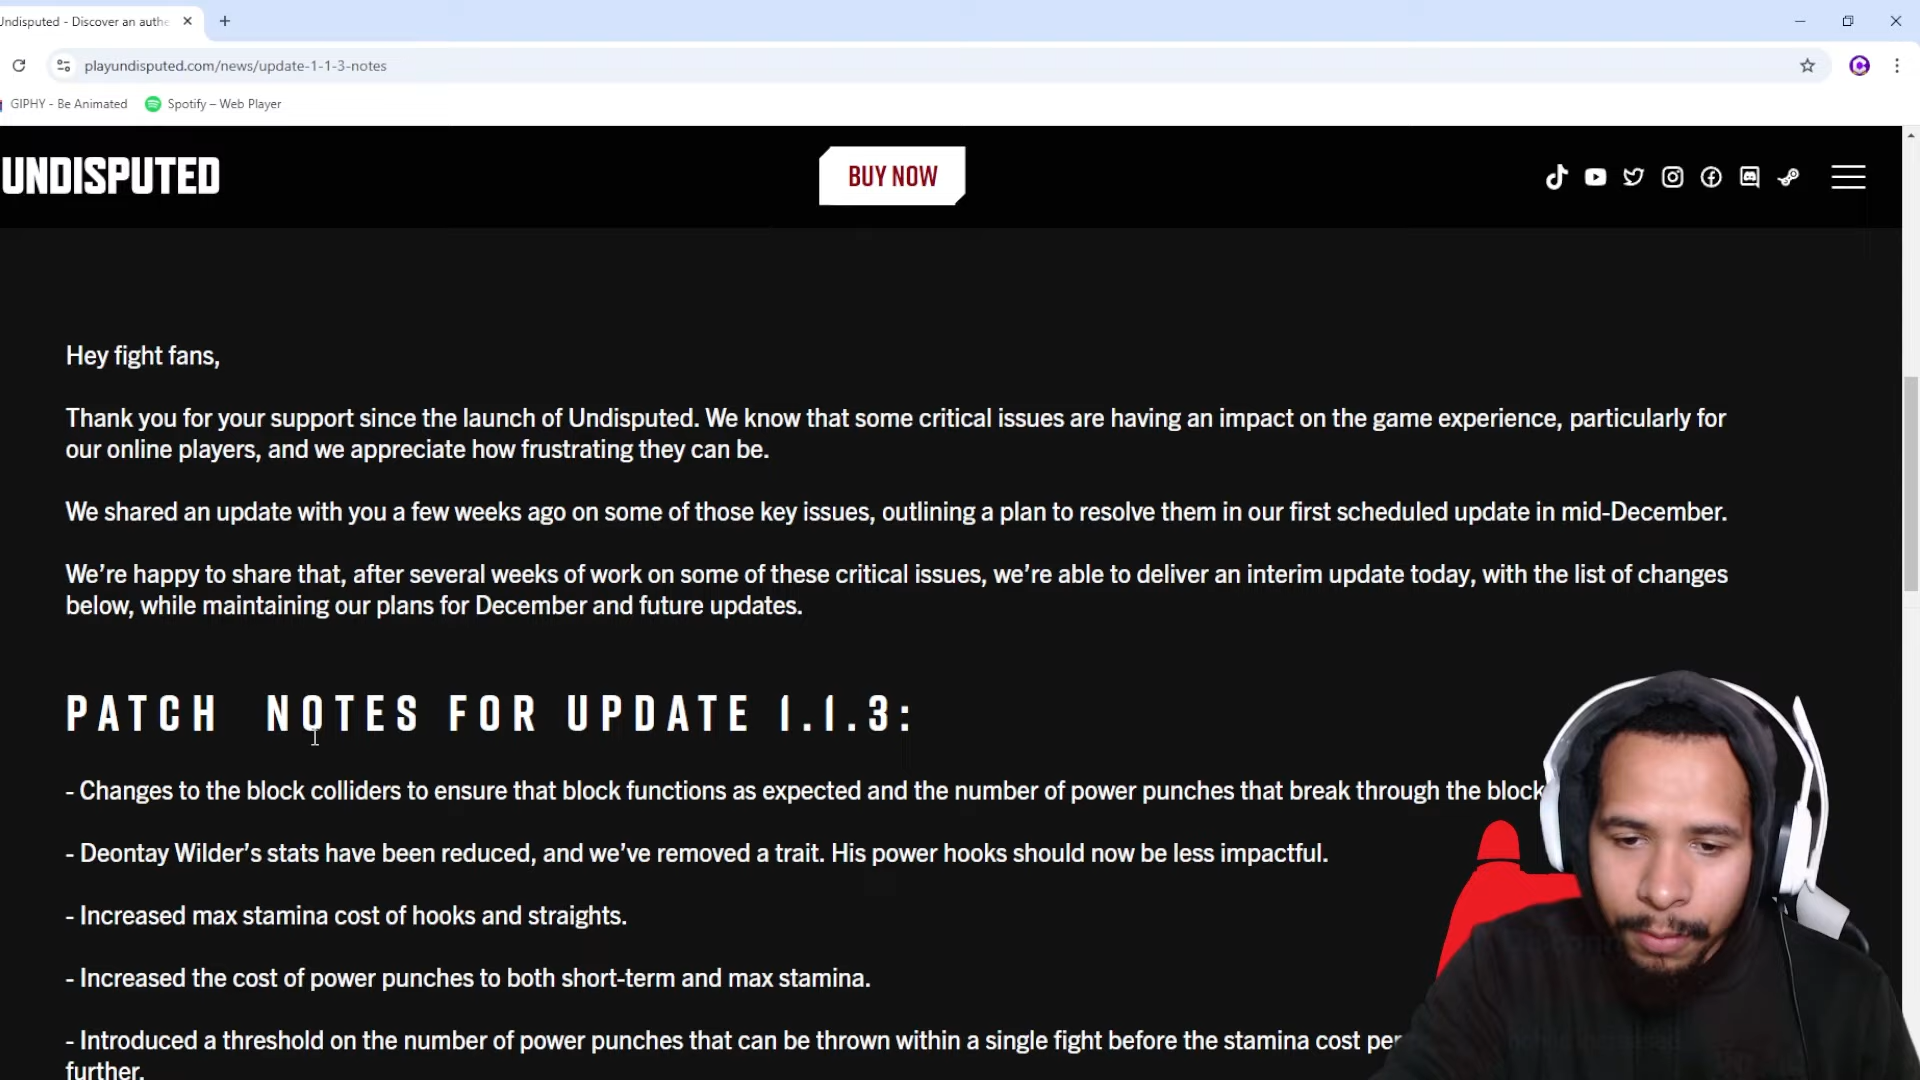 Undisputed - Discover an authe
playundisputed.com/news/update-1-1-3-notes
GIPHY - Be Animated
Spotify – Web Player
UNDISPUTED
BUY NOW
Hey fight fans,
Thank you for your support since the launch of Undisputed. We know that some critical issues are having an impact on the game experience, particularly for
our online players, and we appreciate how frustrating they can be.
We shared an update with you a few weeks ago on some of those key issues, outlining a plan to resolve them in our first scheduled update in mid-December.
We’re happy to share that, after several weeks of work on some of these critical issues, we’re able to deliver an interim update today, with the list of changes
below, while maintaining our plans for December and future updates.
PATCH NOTES FOR UPDATE 1.1.3:
- Changes to the block colliders to ensure that block functions as expected and the number of power punches that break through the block
- Deontay Wilder’s stats have been reduced, and we’ve removed a trait. His power hooks should now be less impactful.
- Increased max stamina cost of hooks and straights.
- Increased the cost of power punches to both short-term and max stamina.
- Introduced a threshold on the number of power punches that can be thrown within a single fight before the stamina cost
further.